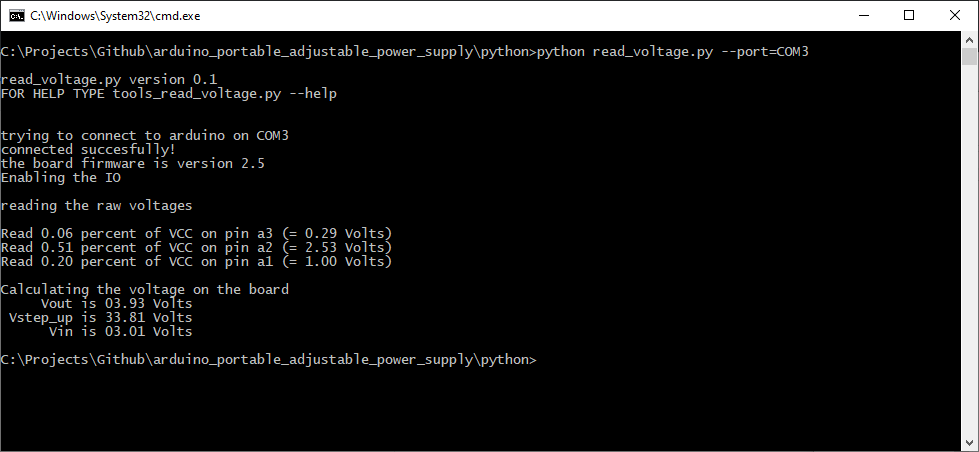 C:\Windows\System32\cmd.exe
C:\Projects\Github\arduino_portable_adjustable_power_supply\python>python read_voltage.py --port=COM3
read_voltage.py version 0.1
FOR HELP TYPE tools_read_voltage.py --help
trying to connect to arduino on COM3
connected succesfully!
the board firmware is version 2.5
Enabling the IO
reading the raw voltages
Read 0.06 percent of VCC on pin a3 (= 0.29 Volts)
Read 0.51 percent of VCC on pin a2 (= 2.53 Volts)
Read 0.20 percent of VCC on pin a1 (= 1.00 Volts)
Calculating the voltage on the board
Vout is 03.93 Volts
Vstep_up is 33.81 Volts
Vin is 03.01 Volts
C:\Projects\Github\arduino_portable_adjustable_power_supply\python>